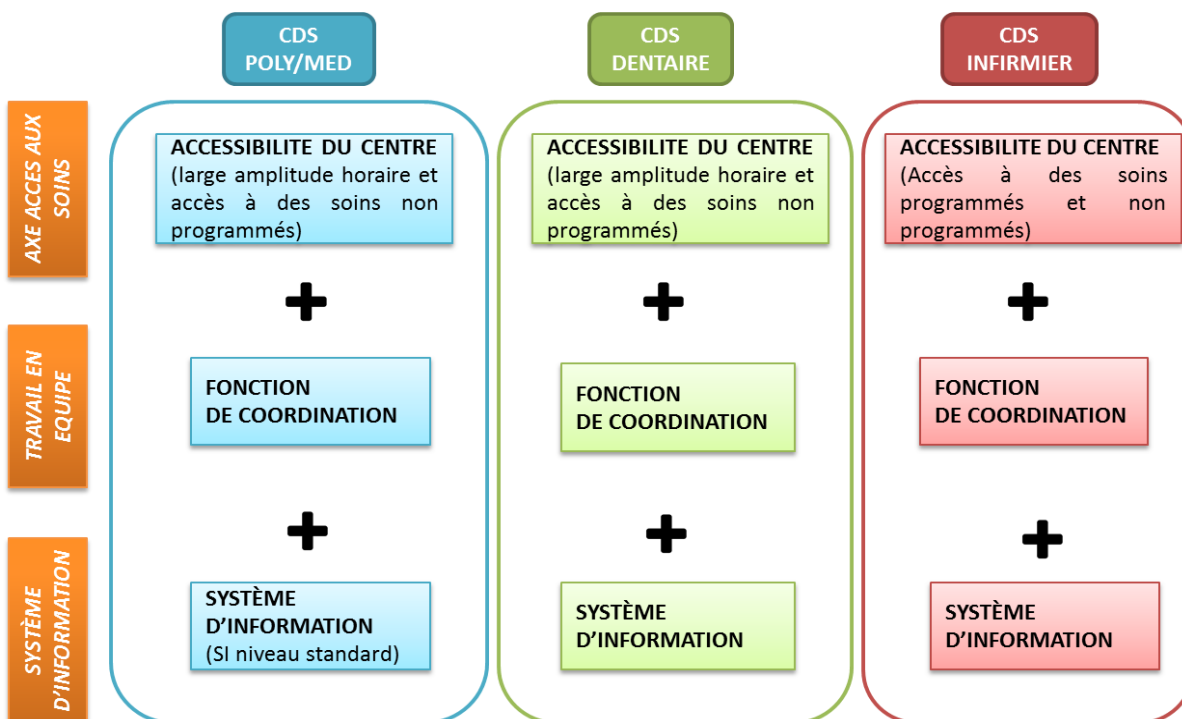 CDS
POLY/MED
CDS
DENTAIRE
CDS
INFIRMIER
AXE ACCES AUX
SOINS
ACCESSIBILITE DU CENTRE
(large amplitude horaire et
accès à des soins non
programmés)
ACCESSIBILITE DU CENTRE
(large amplitude horaire et
accès à des soins non
programmés)
ACCESSIBILITE DU CENTRE
(Accès à des soins
programmés et non
programmés)
+
+
+
TRAVAIL EN
EQUIPE
FONCTION
DE COORDINATION
FONCTION
DE COORDINATION
FONCTION
DE COORDINATION
+
+
+
SYSTÈME
D'INFORMATION
SYSTÈME
D'INFORMATION
(SI niveau standard)
SYSTÈME
D'INFORMATION
SYSTÈME
D'INFORMATION